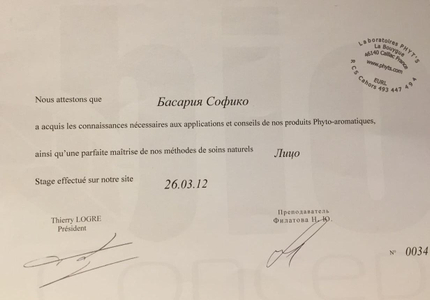 Laboratoires PHYT'S
La Bouygue
46140 Caillac, France
www.phyts.com
EURL
RCS Cahors 493 447 494
Nous attestons que Басария Софико
a acquis les connaissances nécessaires aux applications et conseils de nos produits Phyto-aromatiques,
ainsi qu'une parfaite maîtrise de nos méthodes de soins naturels Лицо
Stage effectué sur notre site 26.03.12
Thierry LOGRE
Président
Преподаватель
Филатова Н. Ю.
N° 0034
Concep